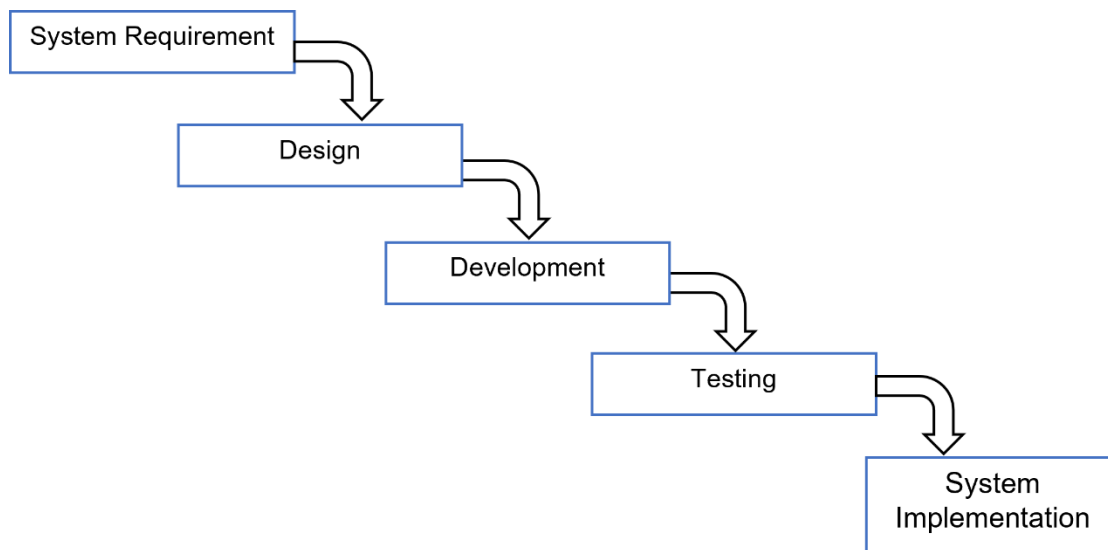 System Requirement
Design
Development
Testing
System
Implementation